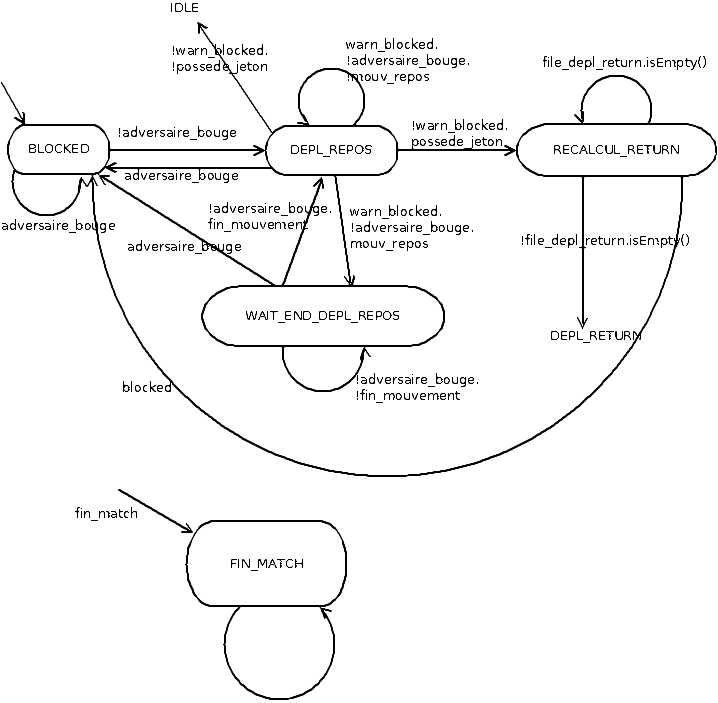 IDLE
!warn_blocked.
!possede_jeton
warn_blocked.
!adversaire_bouge.
!mouv_repos
file_depl_return.isEmpty()
!adversaire_bouge
!warn_blocked.
possede_jeton
BLOCKED
DEPL_REPOS
RECALCUL_RETURN
adversaire_bouge
adversaire_bouge
!adversaire_bouge.
fin_mouvement
warn_blocked.
!adversaire_bouge.
mouv_repos
adversaire_bouge
!file_depl_return.isEmpty()
WAIT_END_DEPL_REPOS
DEPL_RETURN
!adversaire_bouge.
!fin_mouvement
blocked
fin_match
FIN_MATCH